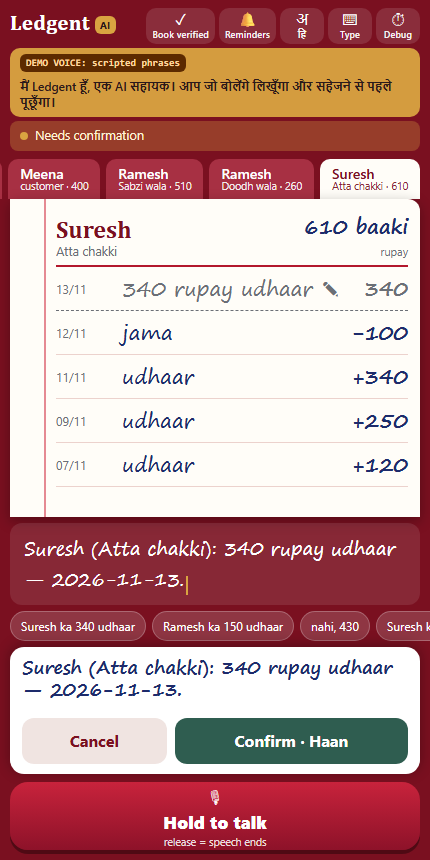 Ledgent AI
✓ Book verified
🔔 Reminders
अ हि
⌨ Type
⏱ Debug
DEMO VOICE: scripted phrases
मैं Ledgent हूँ, एक AI सहायक। आप जो बोलेंगे लिखूँगा और सहेजने से पहले
पूछूँगा।
Needs confirmation
Meena
customer · 400
Ramesh
Sabzi wala · 510
Ramesh
Doodh wala · 260
Suresh
Atta chakki · 610
Suresh 610 baaki
Atta chakki rupay
13/11 340 rupay udhaar ✎ 340
12/11 jama −100
11/11 udhaar +340
09/11 udhaar +250
07/11 udhaar +120
Suresh (Atta chakki): 340 rupay udhaar
— 2026-11-13.
Suresh ka 340 udhaar
Ramesh ka 150 udhaar
nahi, 430
Suresh k
Suresh (Atta chakki): 340 rupay udhaar
— 2026-11-13.
Cancel
Confirm · Haan
Hold to talk
release = speech ends